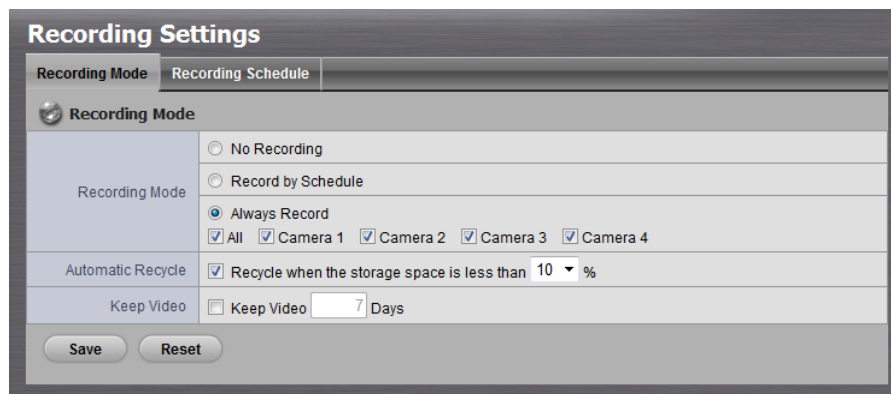 Recording Settings
Recording Mode Recording Schedule
Recording Mode
No Recording
Record by Schedule
Recording Mode
Always Record
All Camera 1 Camera 2 Camera 3 Camera 4
Automatic Recycle Recycle when the storage space is less than 10 %
Keep Video Keep Video 7 Days
Save Reset